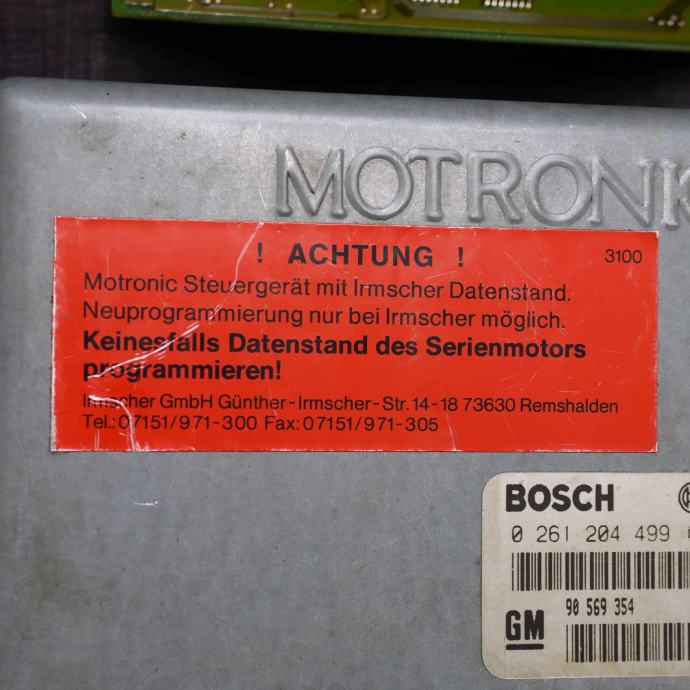 MOTRONIC
! ACHTUNG ! 3100
Motronic Steuergerät mit Irmscher Datenstand.
Neuprogrammierung nur bei Irmscher möglich.
Keinesfalls Datenstand des Serienmotors
programmieren!
Irmscher GmbH Günther-Irmscher-Str. 14-18 73630 Remshalden
Tel.: 07151/971-300 Fax: 07151/971-305
BOSCH
0 261 204 499
90 569 354
GM